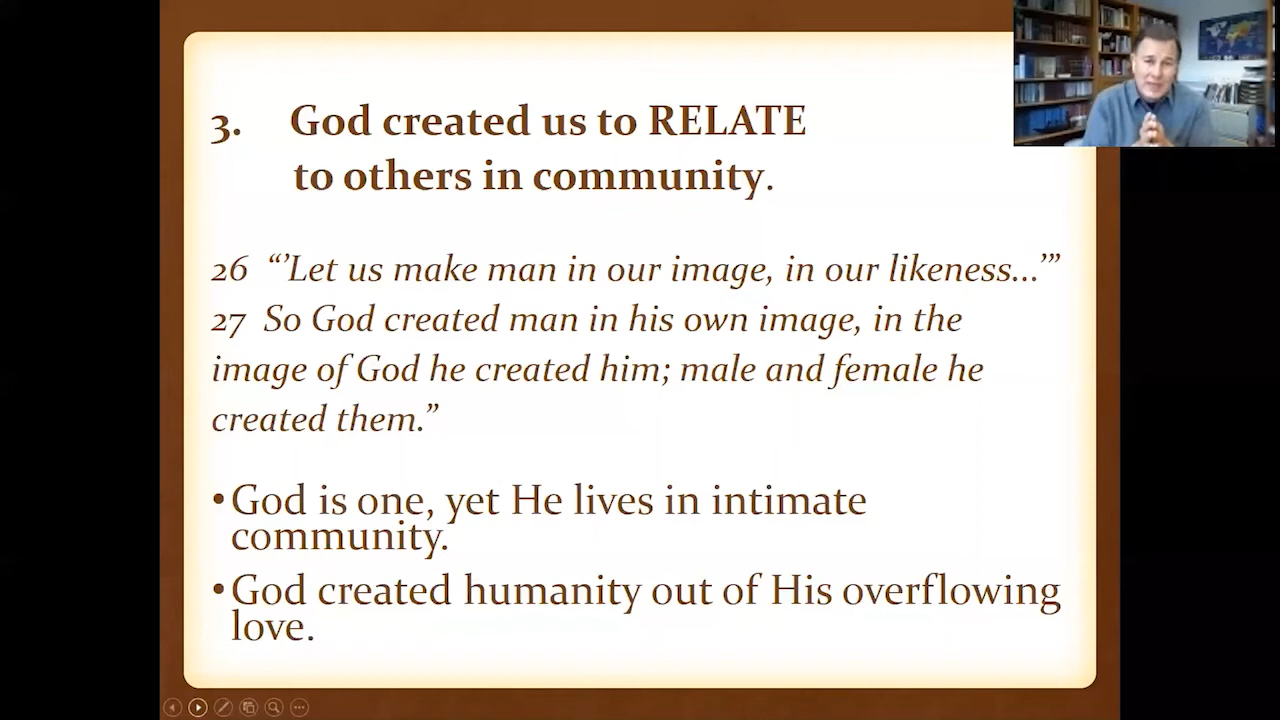 3. God created us to RELATE
to others in community.
26 “’Let us make man in our image, in our likeness...’”
27 So God created man in his own image, in the
image of God he created him; male and female he
created them.”
•God is one, yet He lives in intimate
community.
•God created humanity out of His overflowing
love.